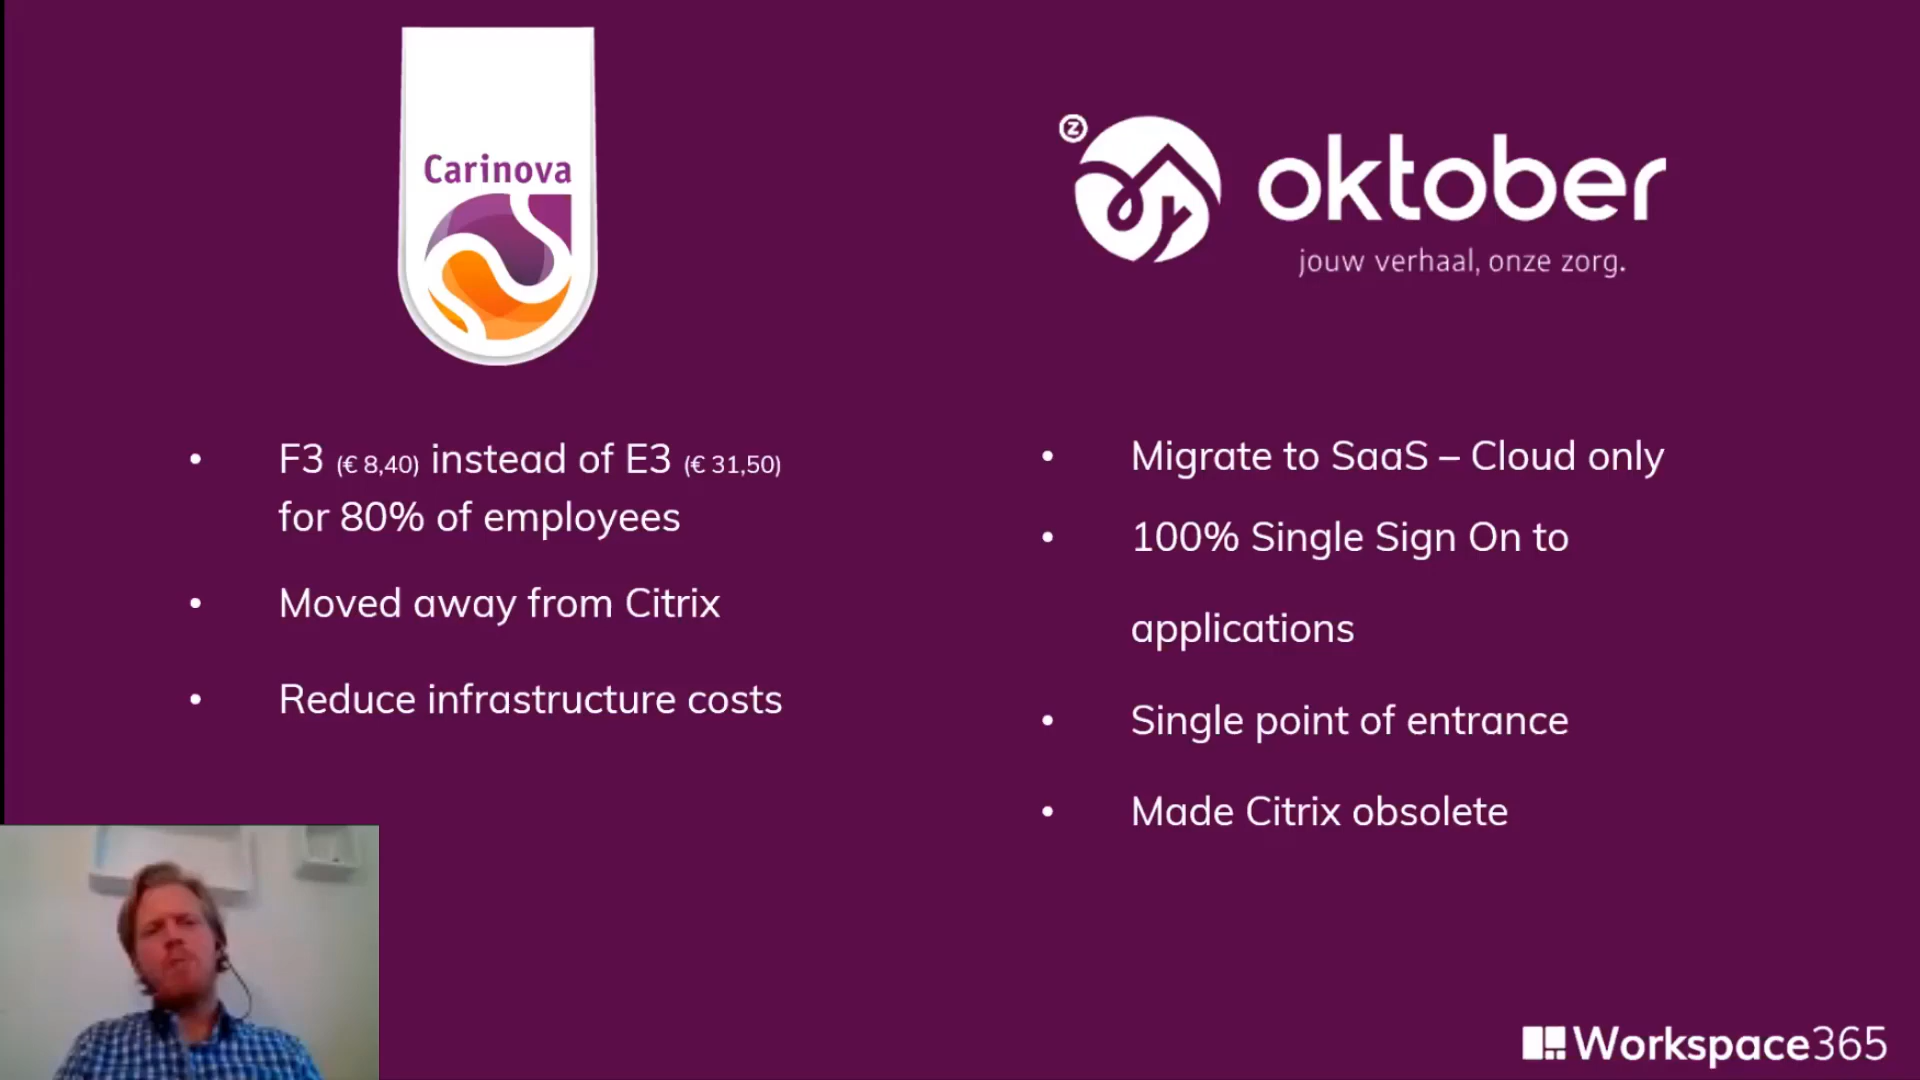 Carinova
oktober
jouw verhaal, onze zorg.
• F3 (€ 8,40) instead of E3 (€ 31,50)
for 80% of employees
• Moved away from Citrix
• Reduce infrastructure costs
• Migrate to SaaS – Cloud only
• 100% Single Sign On to
applications
• Single point of entrance
• Made Citrix obsolete
Workspace365